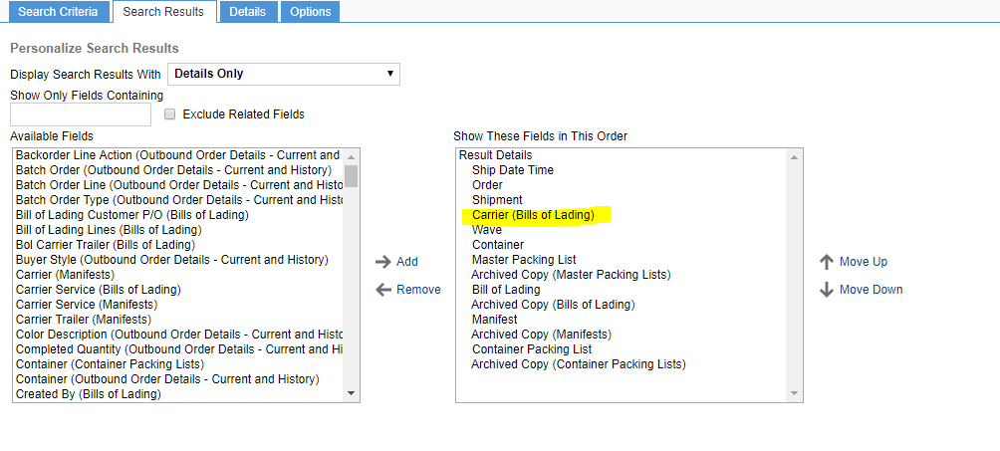 Search Criteria Search Results Details Options
Personalize Search Results
Display Search Results With Details Only
Show Only Fields Containing
Exclude Related Fields
Available Fields
Backorder Line Action (Outbound Order Details - Current and
Batch Order (Outbound Order Details - Current and History)
Batch Order Line (Outbound Order Details - Current and Histo
Batch Order Type (Outbound Order Details - Current and Histo
Bill of Lading Customer P/O (Bills of Lading)
Bill of Lading Lines (Bills of Lading)
Bol Carrier Trailer (Bills of Lading)
Buyer Style (Outbound Order Details - Current and History)
Carrier (Manifests)
Carrier Service (Bills of Lading)
Carrier Service (Manifests)
Carrier Trailer (Manifests)
Color Description (Outbound Order Details - Current and Histo
Completed Quantity (Outbound Order Details - Current and Hi
Container (Container Packing Lists)
Container (Outbound Order Details - Current and History)
Created By (Bills of Lading)
Add
Remove
Show These Fields in This Order
Result Details
Ship Date Time
Order
Shipment
Carrier (Bills of Lading)
Wave
Container
Master Packing List
Archived Copy (Master Packing Lists)
Bill of Lading
Archived Copy (Bills of Lading)
Manifest
Archived Copy (Manifests)
Container Packing List
Archived Copy (Container Packing Lists)
Move Up
Move Down